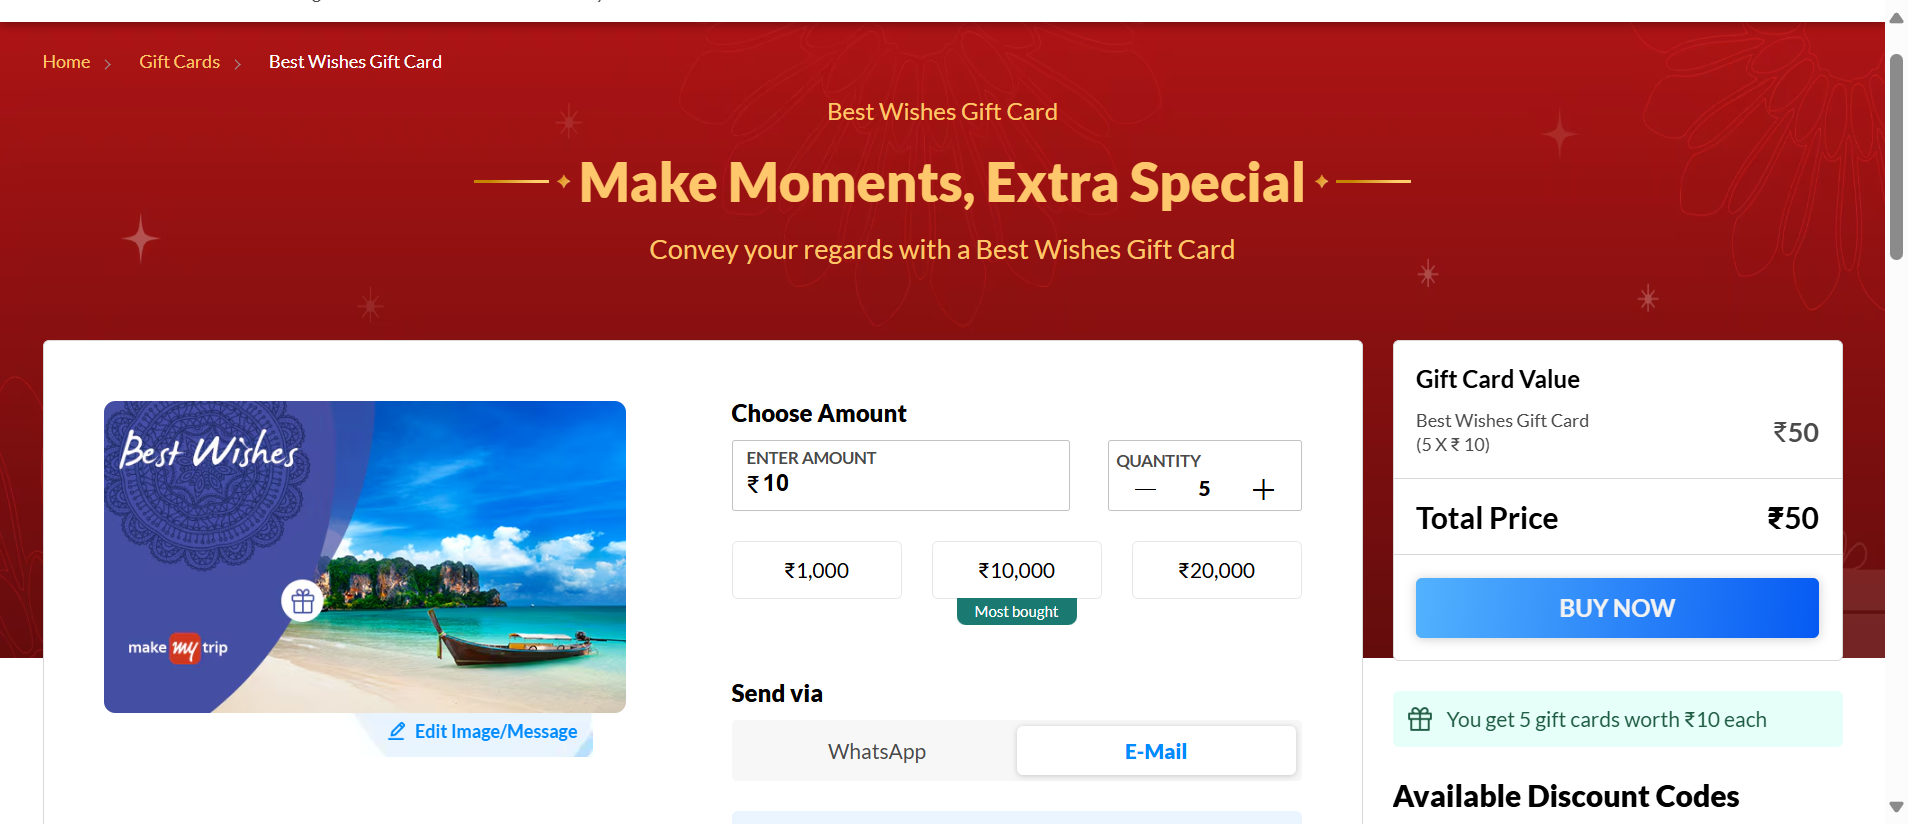 Home
Gift Cards
Best Wishes Gift Card
Best Wishes Gift Card
Make Moments, Extra Special
Convey your regards with a Best Wishes Gift Card
Best Wishes
make my trip
Edit Image/Message
Choose Amount
ENTER AMOUNT
₹ 10
QUANTITY
5
₹1,000
₹10,000
₹20,000
Most bought
Send via
WhatsApp
E-Mail
Gift Card Value
Best Wishes Gift Card
(5 X ₹ 10)
₹50
Total Price
₹50
BUY NOW
You get 5 gift cards worth ₹10 each
Available Discount Codes